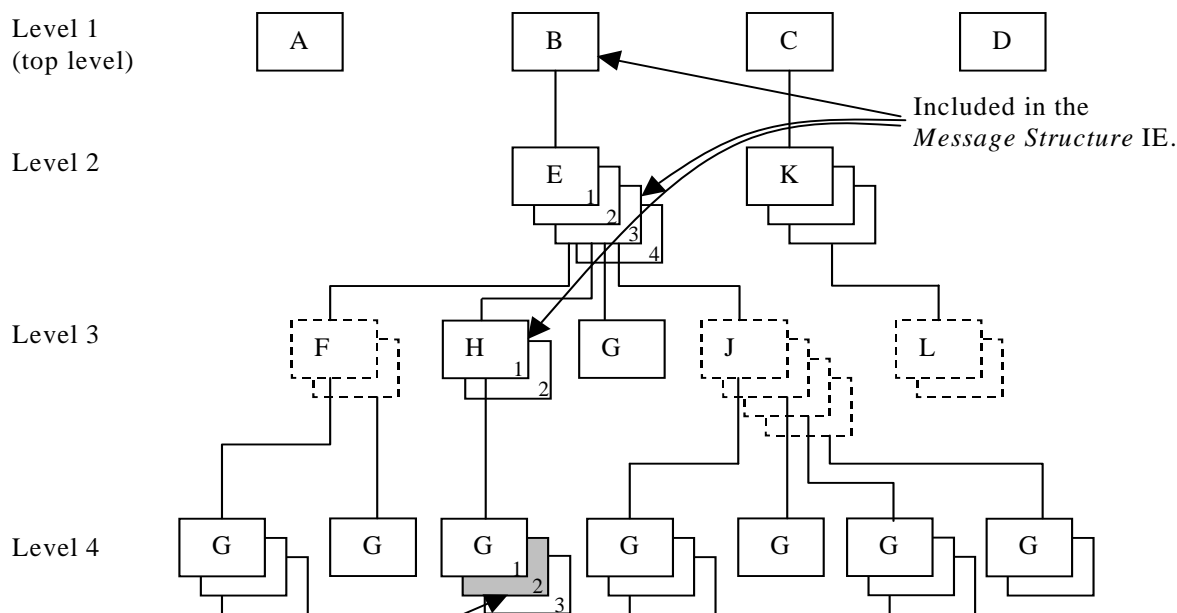 Level 1
(top level)
A
B
C
D
Included in the
Message Structure IE.
Level 2
E
1
2
3
4
K
Level 3
F
H
1
2
G
J
L
Level 4
G
G
G
1
2
3
G
G
G
G